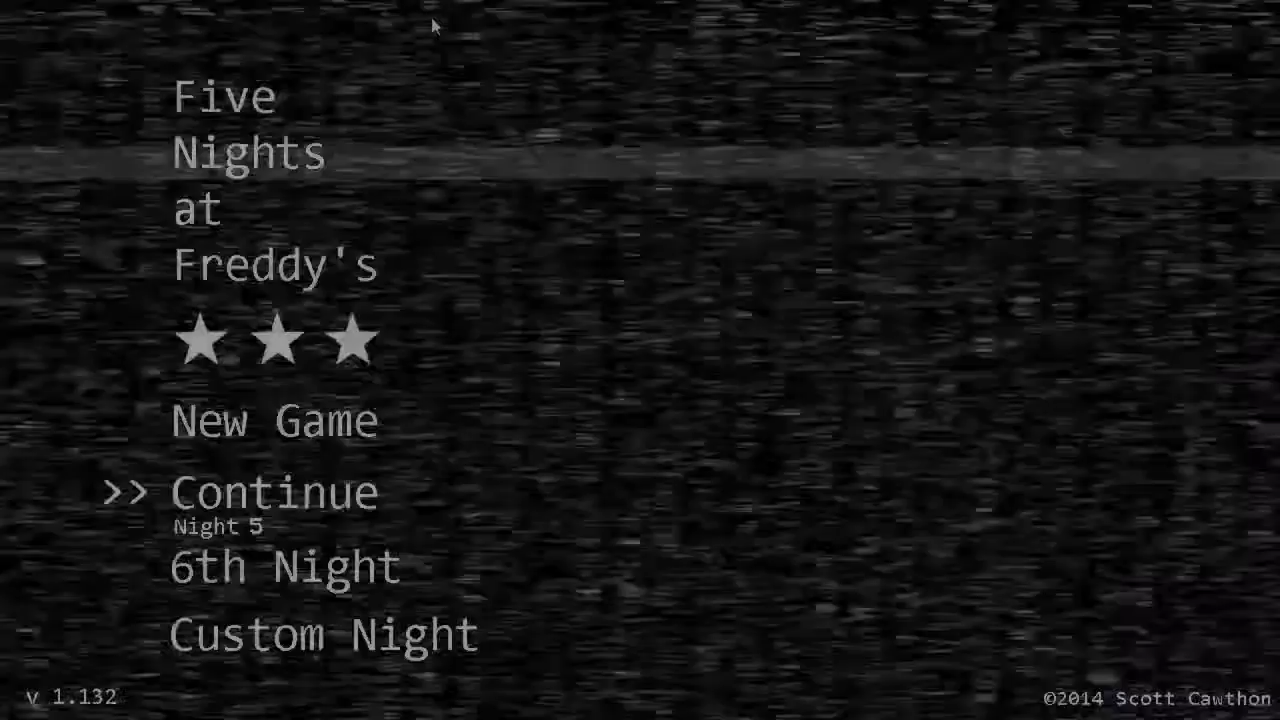 Five
Nights
at
Freddy's
New Game
>> Continue
Night 5
6th Night
Custom Night
v 1.132
©2014 Scott Cawthon